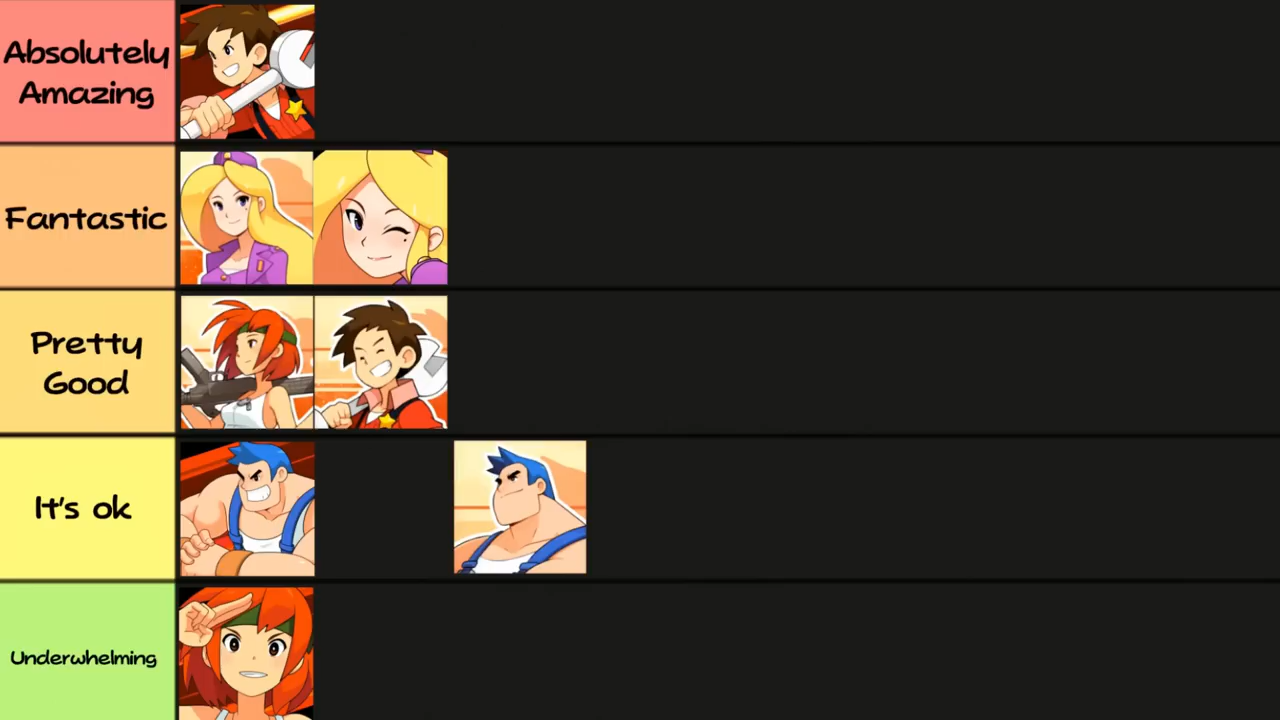 Absolutely
Amazing
Fantastic
Pretty
Good
It's ok
Underwhelming